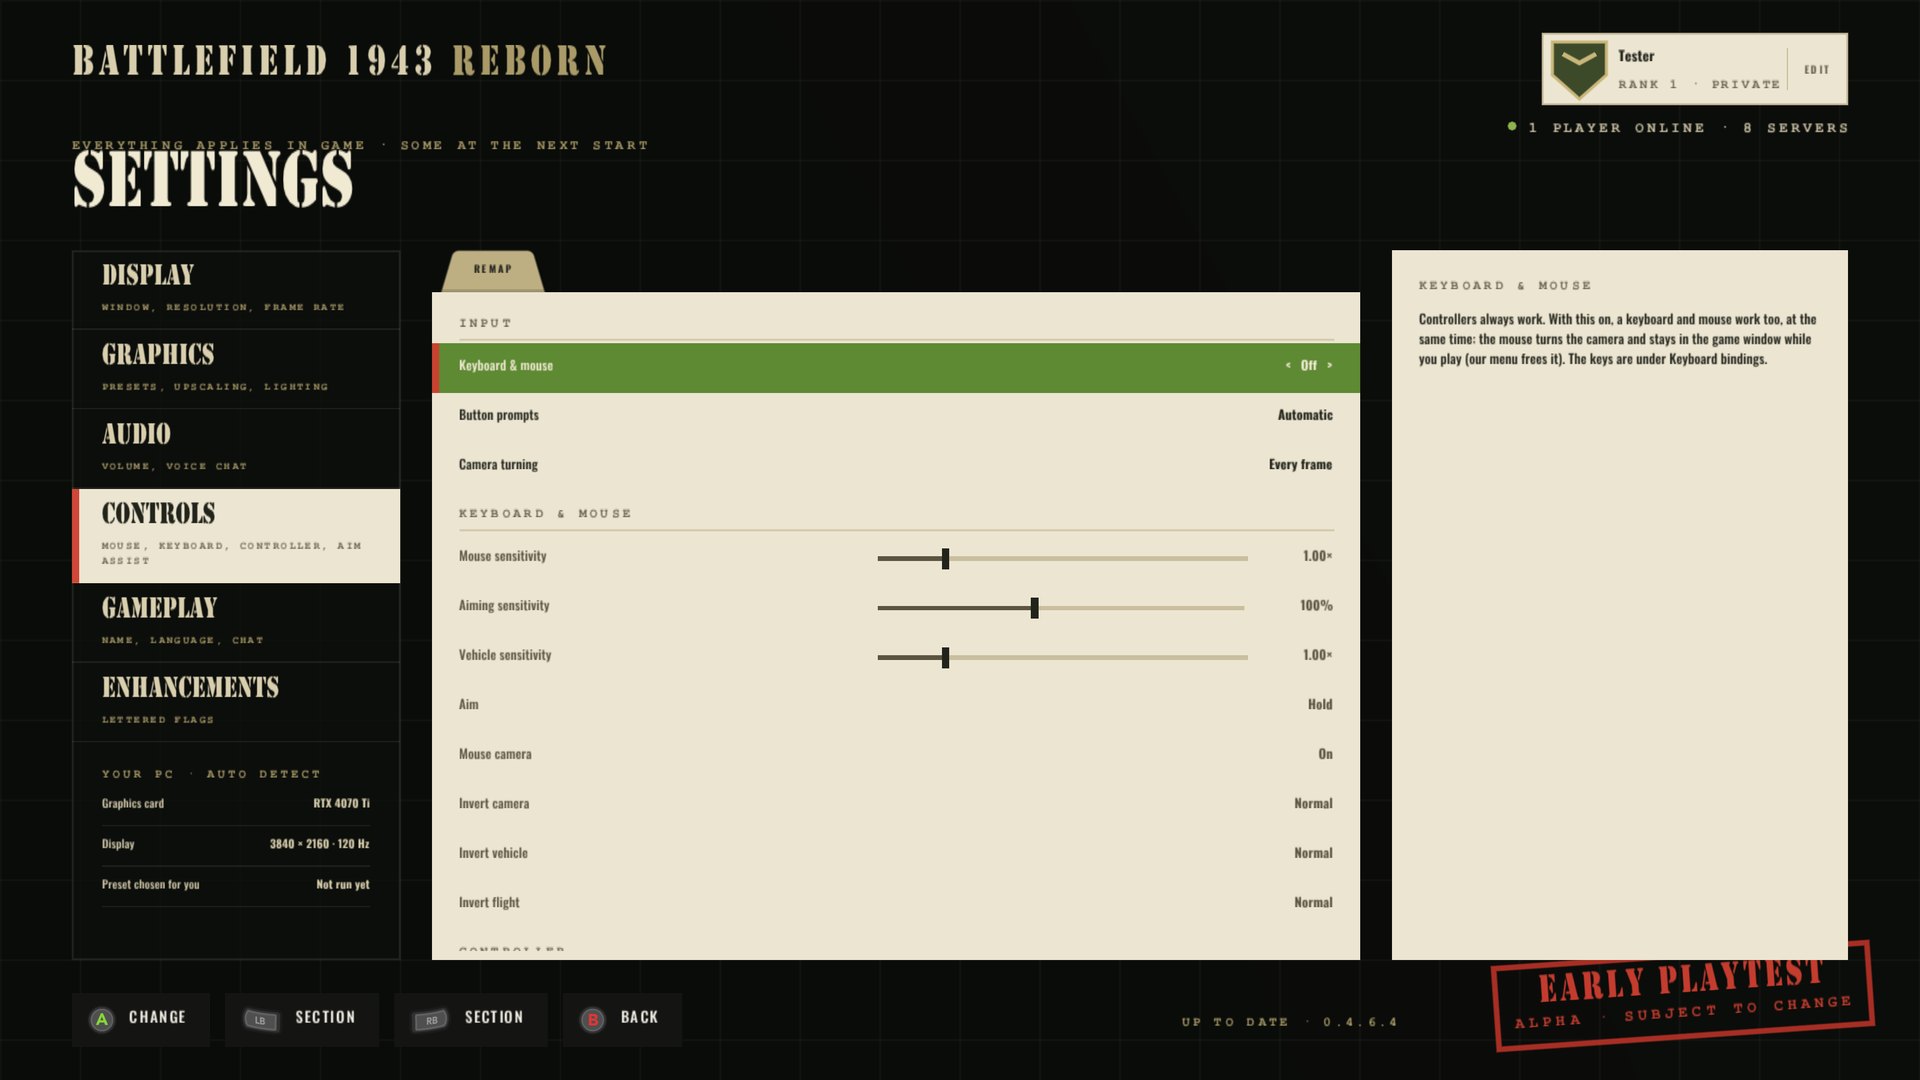 BATTLEFIELD 1943 REBORN
Tester
RANK 1 · PRIVATE
EDIT
1 PLAYER ONLINE · 8 SERVERS
EVERYTHING APPLIES IN GAME · SOME AT THE NEXT START
SETTINGS
DISPLAY
WINDOW, RESOLUTION, FRAME RATE
GRAPHICS
PRESETS, UPSCALING, LIGHTING
AUDIO
VOLUME, VOICE CHAT
CONTROLS
MOUSE, KEYBOARD, CONTROLLER, AIM
ASSIST
GAMEPLAY
NAME, LANGUAGE, CHAT
ENHANCEMENTS
LETTERED FLAGS
YOUR PC · AUTO DETECT
Graphics card RTX 4070 Ti
Display 3840 × 2160 · 120 Hz
Preset chosen for you Not run yet
REMAP
INPUT
Keyboard & mouse < Off >
Button prompts Automatic
Camera turning Every frame
KEYBOARD & MOUSE
Mouse sensitivity 1.00×
Aiming sensitivity 100%
Vehicle sensitivity 1.00×
Aim Hold
Mouse camera On
Invert camera Normal
Invert vehicle Normal
Invert flight Normal
CONTROLLER
KEYBOARD & MOUSE
Controllers always work. With this on, a keyboard and mouse work too, at the
same time: the mouse turns the camera and stays in the game window while
you play (our menu frees it). The keys are under Keyboard bindings.
A CHANGE
LB SECTION
RB SECTION
B BACK
UP TO DATE · 0.4.6.4
EARLY PLAYTEST
ALPHA · SUBJECT TO CHANGE